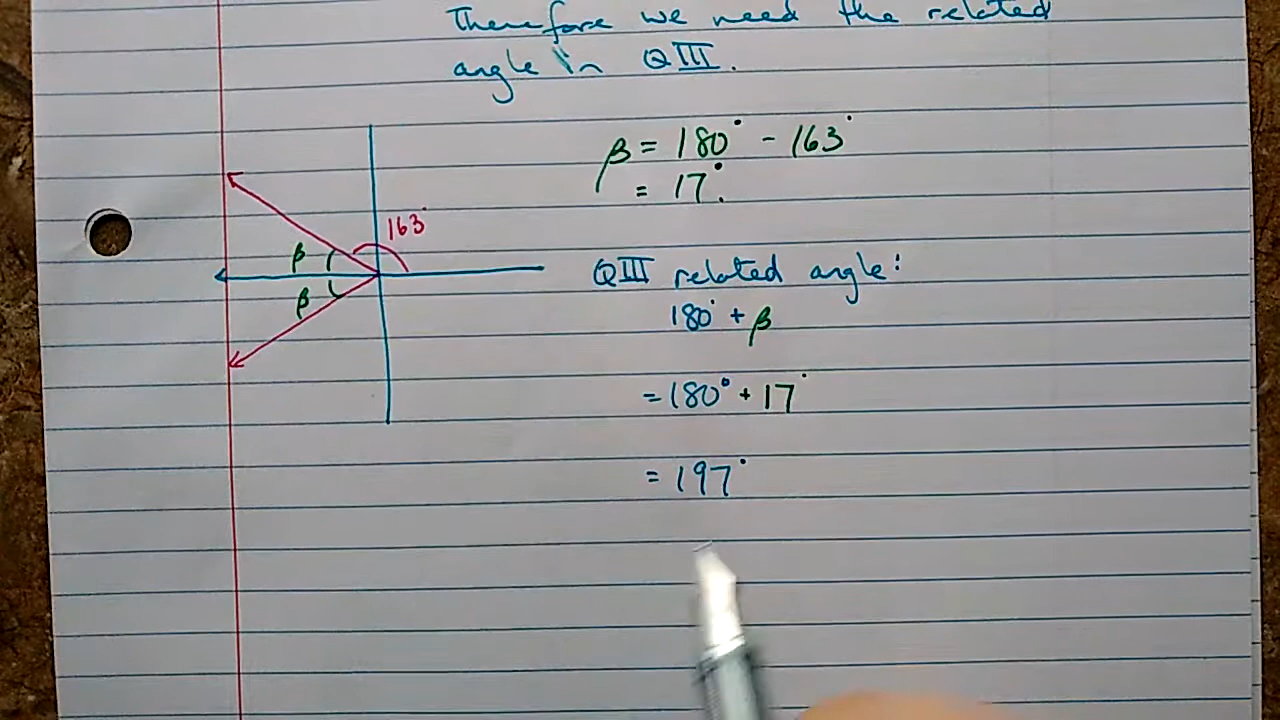 Therefore we need the related
angle in QIII.
β = 180° - 163°
= 17°.
163°
β
β
QIII related angle:
180° + β
= 180° + 17°
= 197°